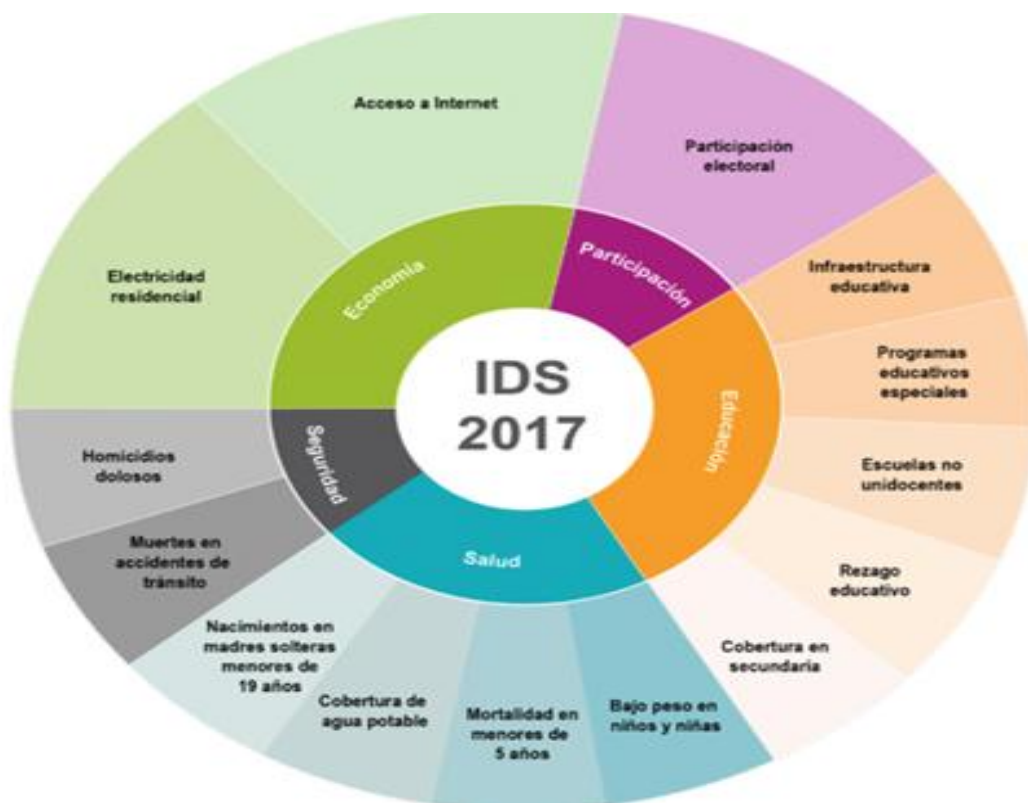 IDS
2017
Economía
Participación
Educación
Salud
Seguridad
Acceso a Internet
Participación
electoral
Infraestructura
educativa
Programas
educativos
especiales
Escuelas no
unidocentes
Rezago
educativo
Cobertura en
secundaria
Bajo peso en
niños y niñas
Mortalidad en
menores de
5 años
Cobertura de
agua potable
Nacimientos en
madres solteras
menores de
19 años
Muertes en
accidentes de
tránsito
Homicidios
dolosos
Electricidad
residencial